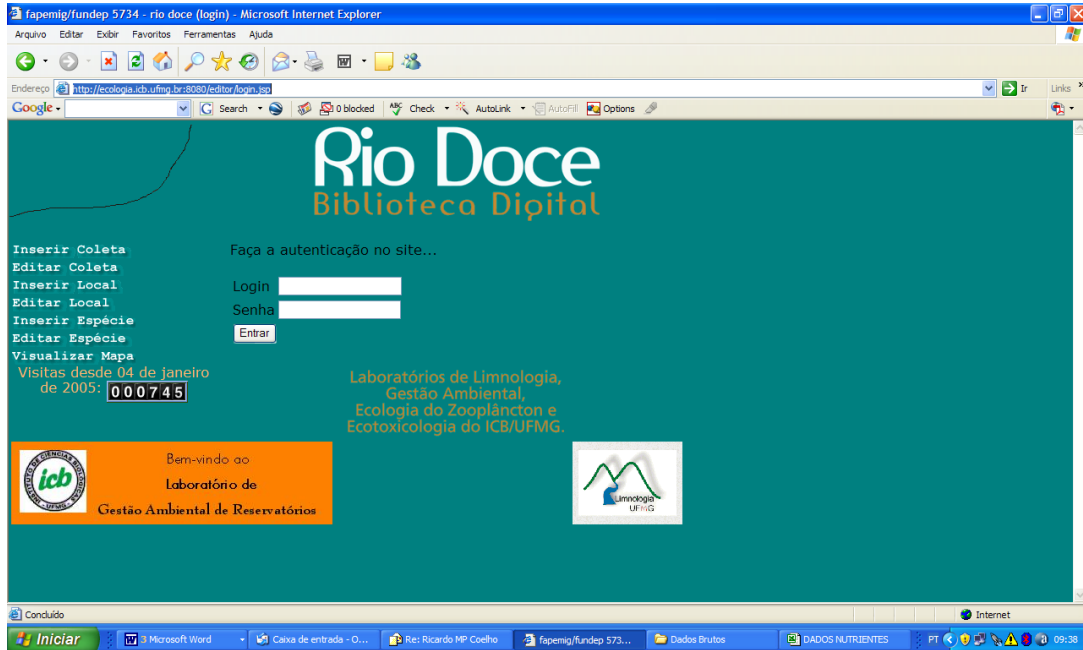 fapemig/fundep 5734 - rio doce (login) - Microsoft Internet Explorer
Arquivo Editar Exibir Favoritos Ferramentas Ajuda
Endereço http://ecologia.icb.ufmg.br:8080/editor/login.jsp Ir Links
Google Search 0 blocked Check AutoLink AutoFill Options
Rio Doce
Biblioteca Digital
Inserir Coleta
Editar Coleta
Inserir Local
Editar Local
Inserir Espécie
Editar Espécie
Visualizar Mapa
Visitas desde 04 de janeiro
de 2005: 000745
Faça a autenticação no site...
Login
Senha
Entrar
Laboratórios de Limnologia,
Gestão Ambiental,
Ecologia do Zooplâncton e
Ecotoxicologia do ICB/UFMG.
INSTITUTO DE CIÊNCIAS BIOLÓGICAS
icb
UFMG
Bem-vindo ao
Laboratório de
Gestão Ambiental de Reservatórios
Limnologia
UFMG
Concluído Internet
Iniciar 3 Microsoft Word Caixa de entrada - O... Re: Ricardo MP Coelho fapemig/fundep 573... Dados Brutos DADOS NUTRIENTES PT 09:38